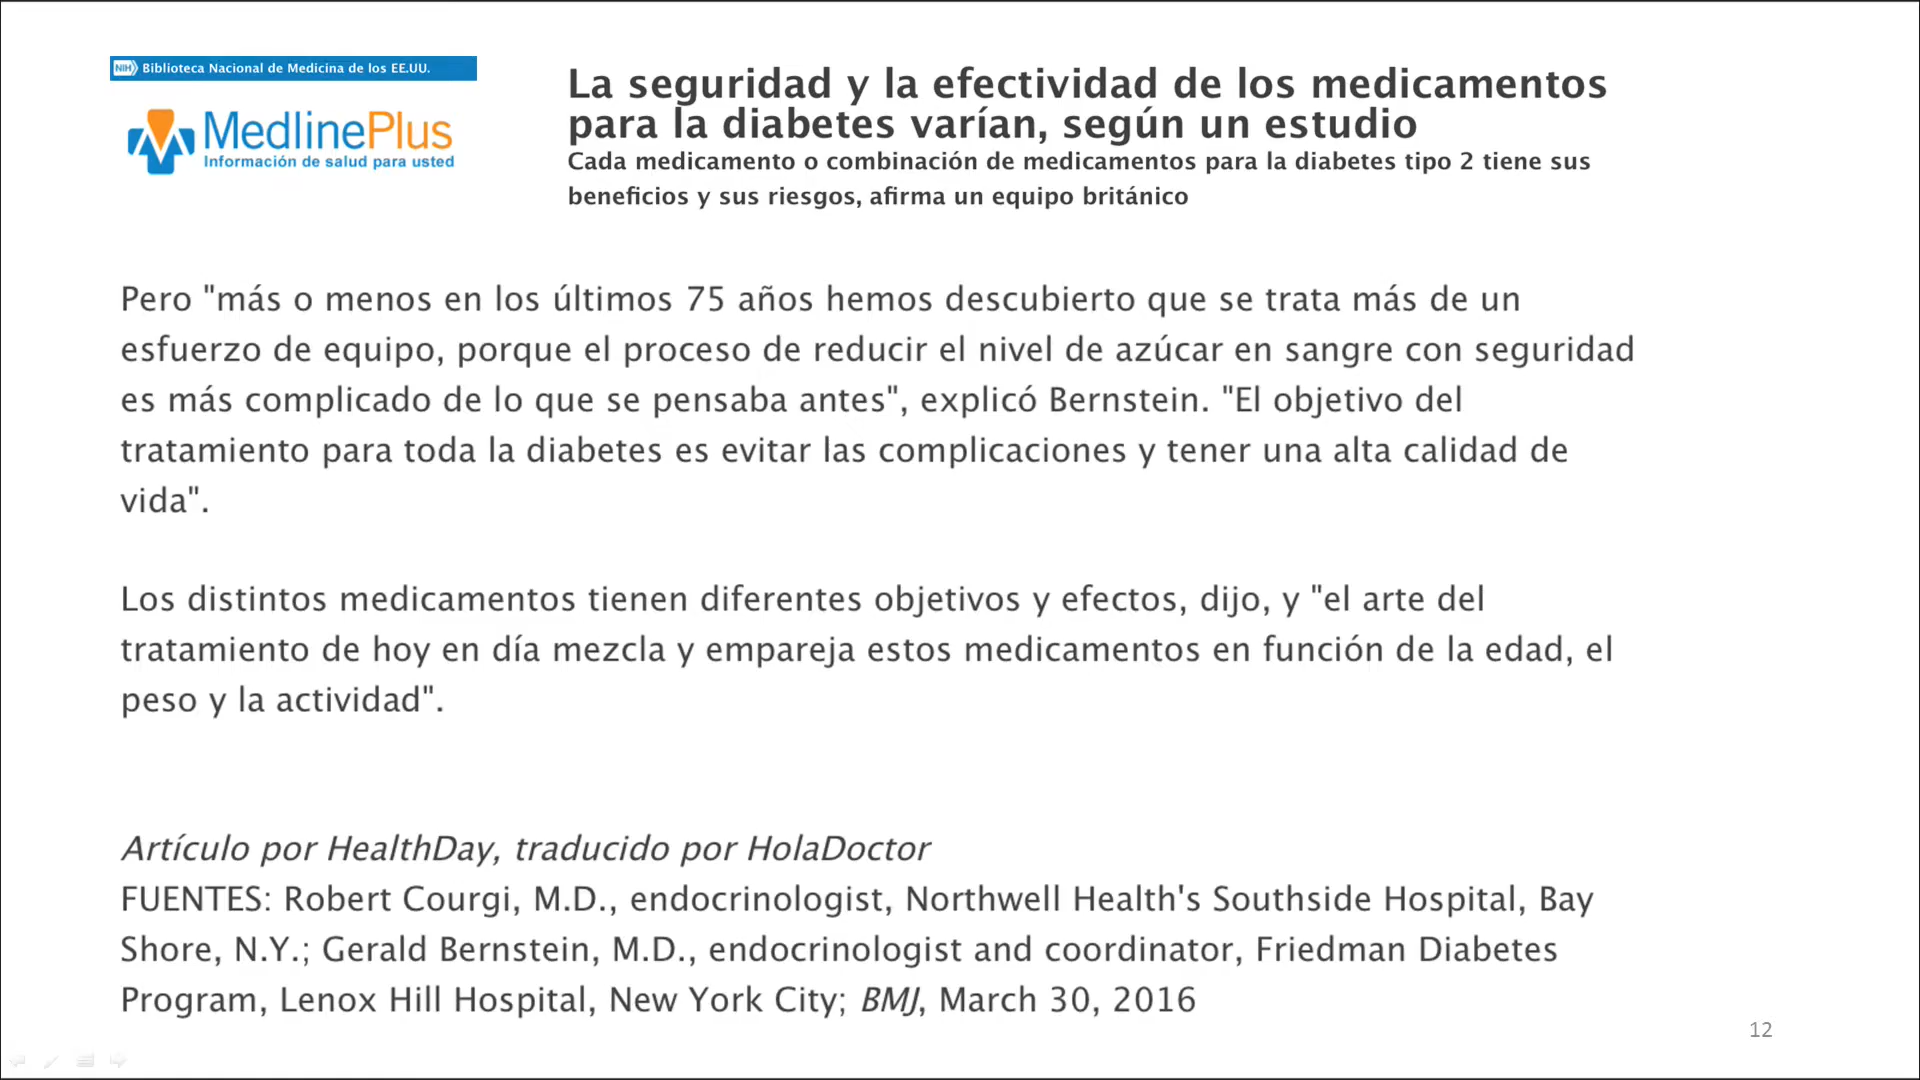 NIH Biblioteca Nacional de Medicina de los EE.UU.
MedlinePlus
Información de salud para usted
La seguridad y la efectividad de los medicamentos
para la diabetes varían, según un estudio
Cada medicamento o combinación de medicamentos para la diabetes tipo 2 tiene sus
beneficios y sus riesgos, afirma un equipo británico
Pero "más o menos en los últimos 75 años hemos descubierto que se trata más de un
esfuerzo de equipo, porque el proceso de reducir el nivel de azúcar en sangre con seguridad
es más complicado de lo que se pensaba antes", explicó Bernstein. "El objetivo del
tratamiento para toda la diabetes es evitar las complicaciones y tener una alta calidad de
vida".
Los distintos medicamentos tienen diferentes objetivos y efectos, dijo, y "el arte del
tratamiento de hoy en día mezcla y empareja estos medicamentos en función de la edad, el
peso y la actividad".
Artículo por HealthDay, traducido por HolaDoctor
FUENTES: Robert Courgi, M.D., endocrinologist, Northwell Health's Southside Hospital, Bay
Shore, N.Y.; Gerald Bernstein, M.D., endocrinologist and coordinator, Friedman Diabetes
Program, Lenox Hill Hospital, New York City; BMJ, March 30, 2016
12